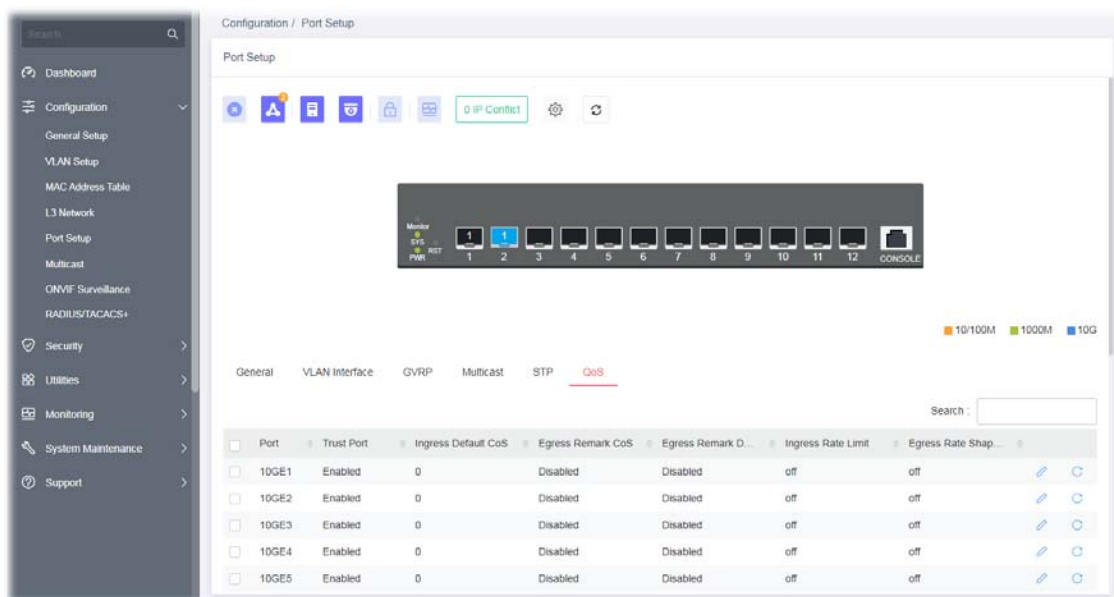 Configuration / Port Setup
Search...
Port Setup
Dashboard
Configuration
General Setup
VLAN Setup
MAC Address Table
L3 Network
Port Setup
Multicast
ONVIF Surveillance
RADIUS/TACACS+
Security
Utilities
Monitoring
System Maintenance
Support
2
0 IP Conflict
Monitor
SYS
RST
PWR
1 1
1 2 3 4 5 6 7 8 9 10 11 12 CONSOLE
10/100M 1000M 10G
General VLAN Interface GVRP Multicast STP QoS
Search :
Port Trust Port Ingress Default CoS Egress Remark CoS Egress Remark D... Ingress Rate Limit Egress Rate Shap...
10GE1 Enabled 0 Disabled Disabled off off
10GE2 Enabled 0 Disabled Disabled off off
10GE3 Enabled 0 Disabled Disabled off off
10GE4 Enabled 0 Disabled Disabled off off
10GE5 Enabled 0 Disabled Disabled off off